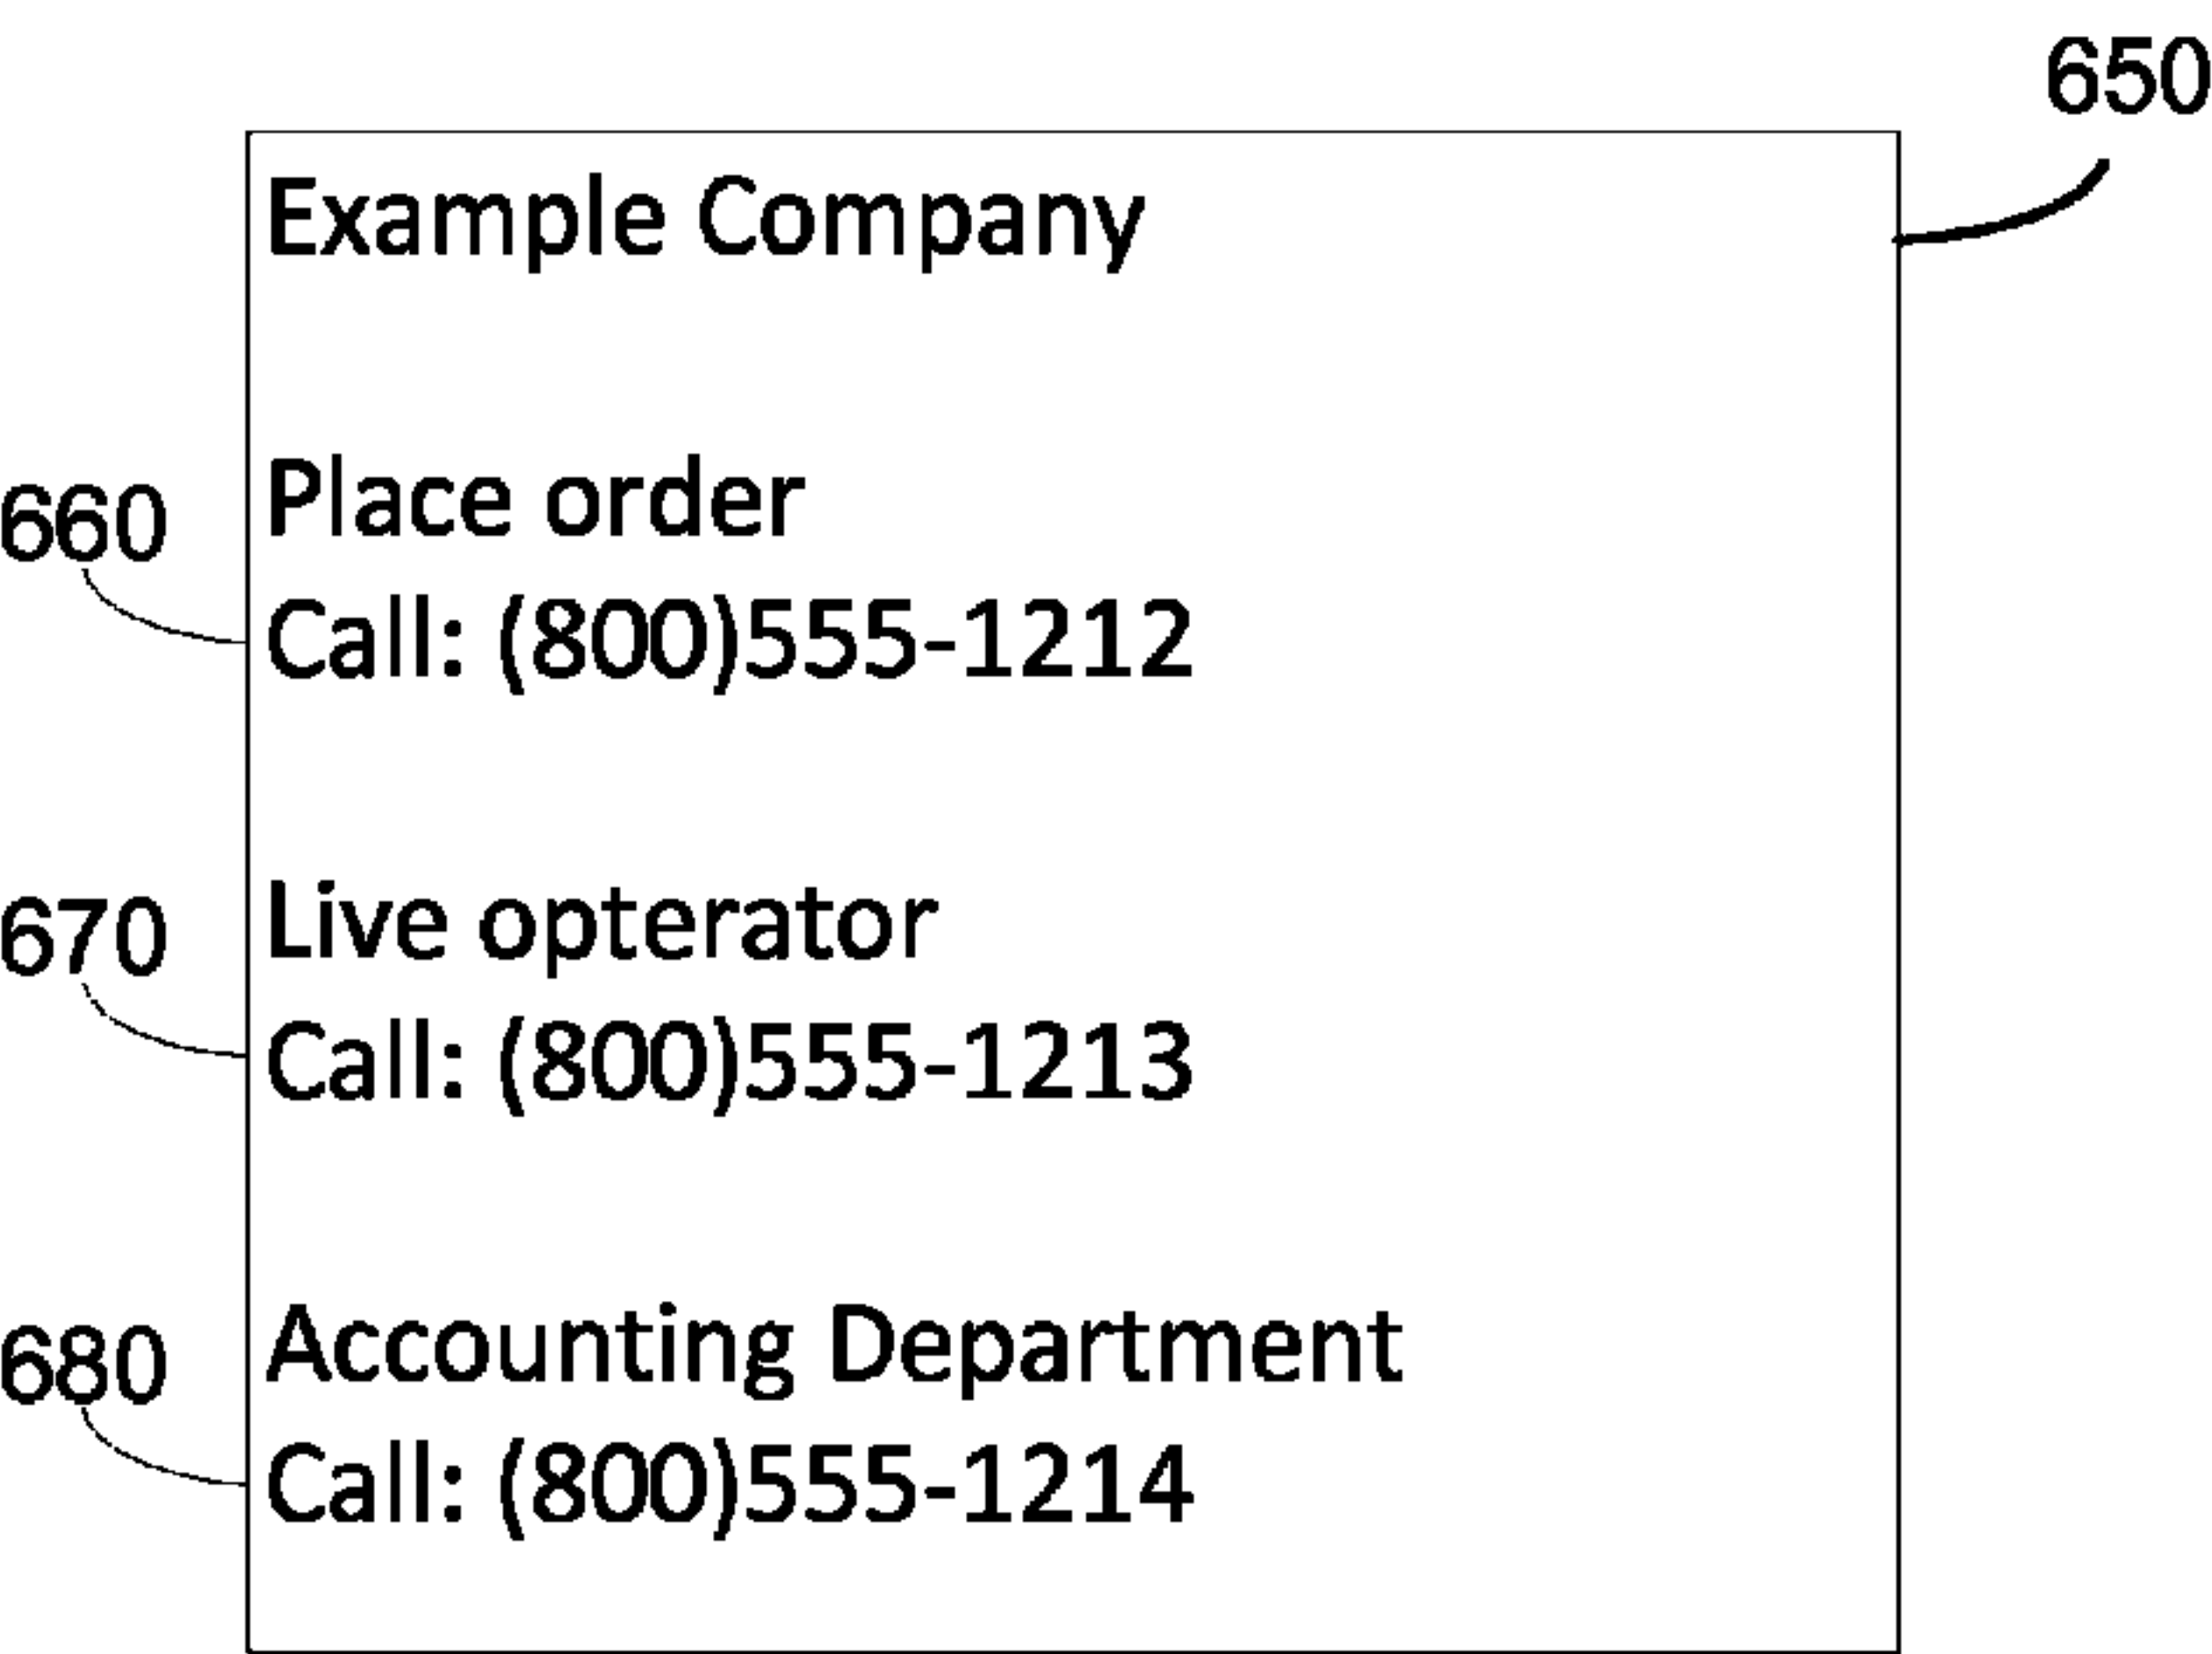 650
Example Company
Place order
660
Call: (800)555-1212
Live opterator
670
Call: (800)555-1213
Accounting Department
680
Call: (800)555-1214